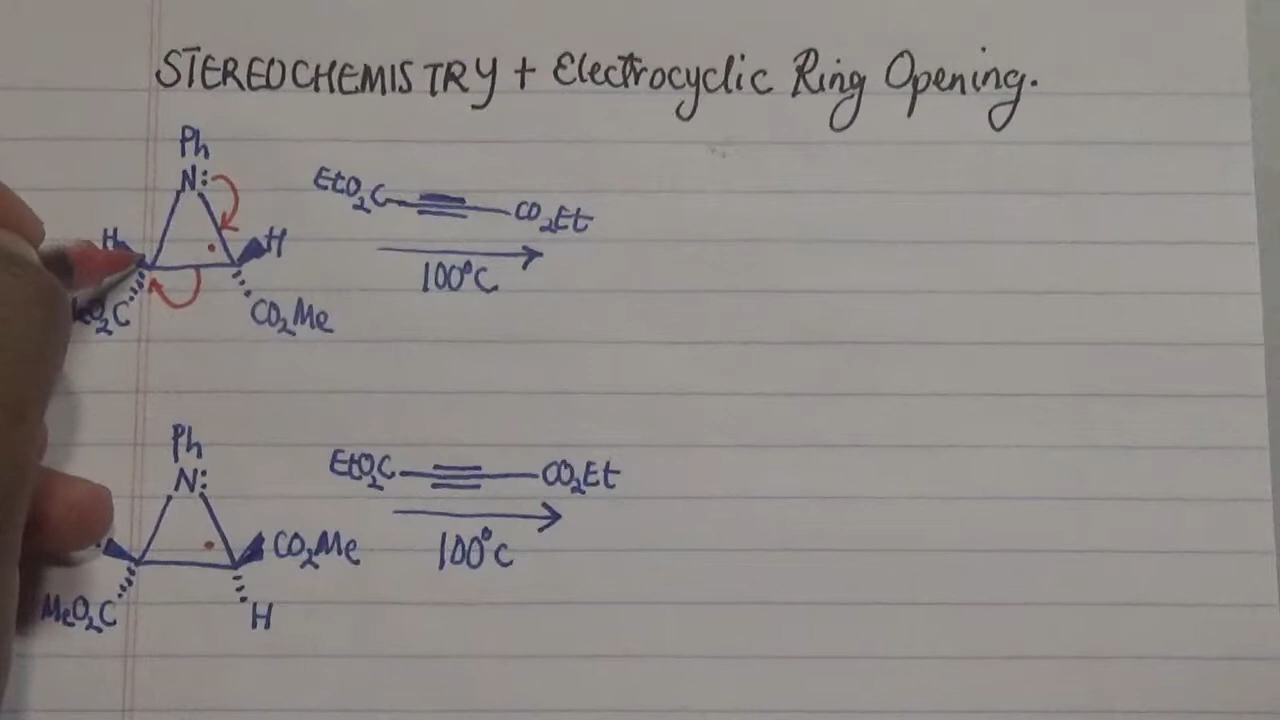 STEREOCHEMISTRY + Electrocyclic Ring Opening.
Ph
N:
EtO₂C CO₂Et
H H
100°C
CO₂Me
Ph
N:
EtO₂C CO₂Et
CO₂Me
100°C
MeO₂C H